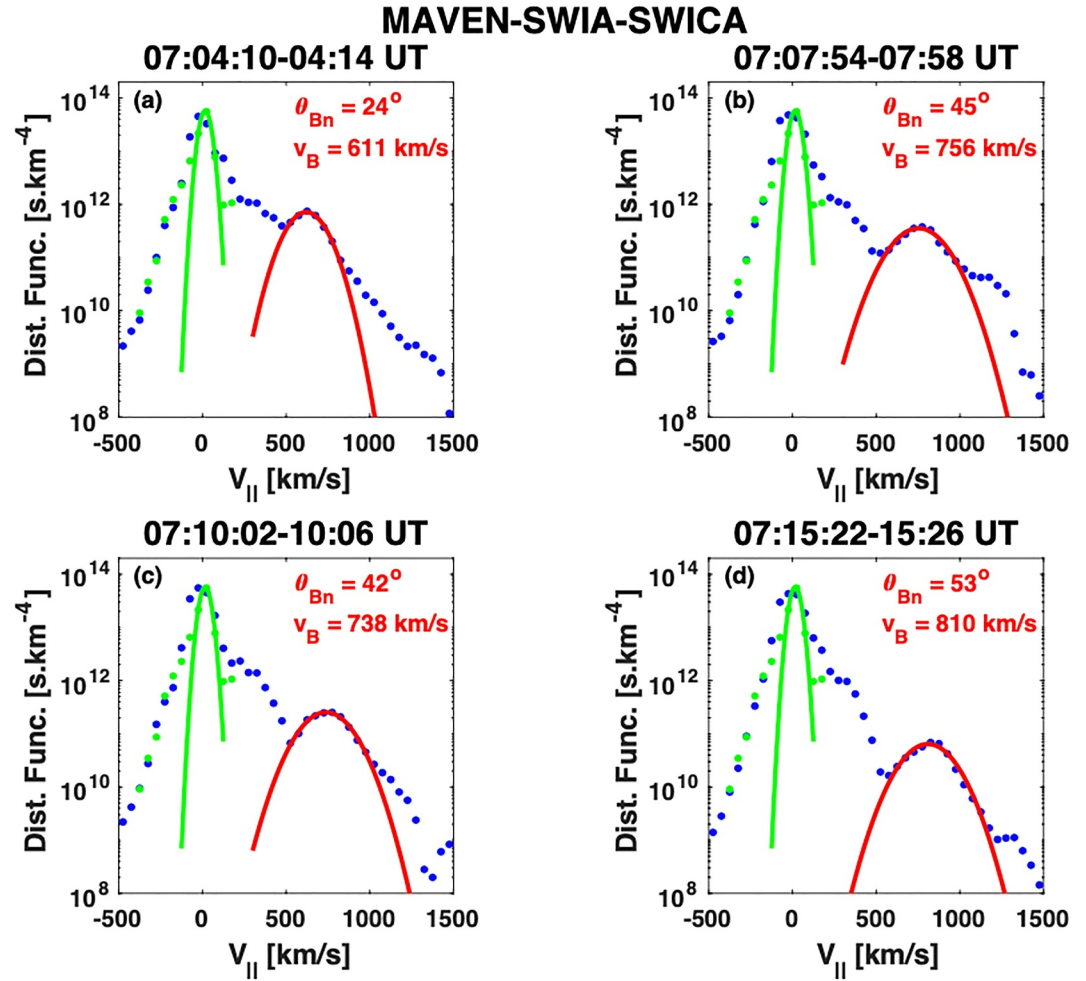 MAVEN-SWIA-SWICA
07:04:10-04:14 UT
(a)
θBn = 24°
vB = 611 km/s
10^14
10^12
10^10
10^8
Dist. Func. [s.km^-4]
-500 0 500 1000 1500
V|| [km/s]
07:07:54-07:58 UT
(b)
θBn = 45°
vB = 756 km/s
10^14
10^12
10^10
10^8
Dist. Func. [s.km^-4]
-500 0 500 1000 1500
V|| [km/s]
07:10:02-10:06 UT
(c)
θBn = 42°
vB = 738 km/s
10^14
10^12
10^10
10^8
Dist. Func. [s.km^-4]
-500 0 500 1000 1500
V|| [km/s]
07:15:22-15:26 UT
(d)
θBn = 53°
vB = 810 km/s
10^14
10^12
10^10
10^8
Dist. Func. [s.km^-4]
-500 0 500 1000 1500
V|| [km/s]